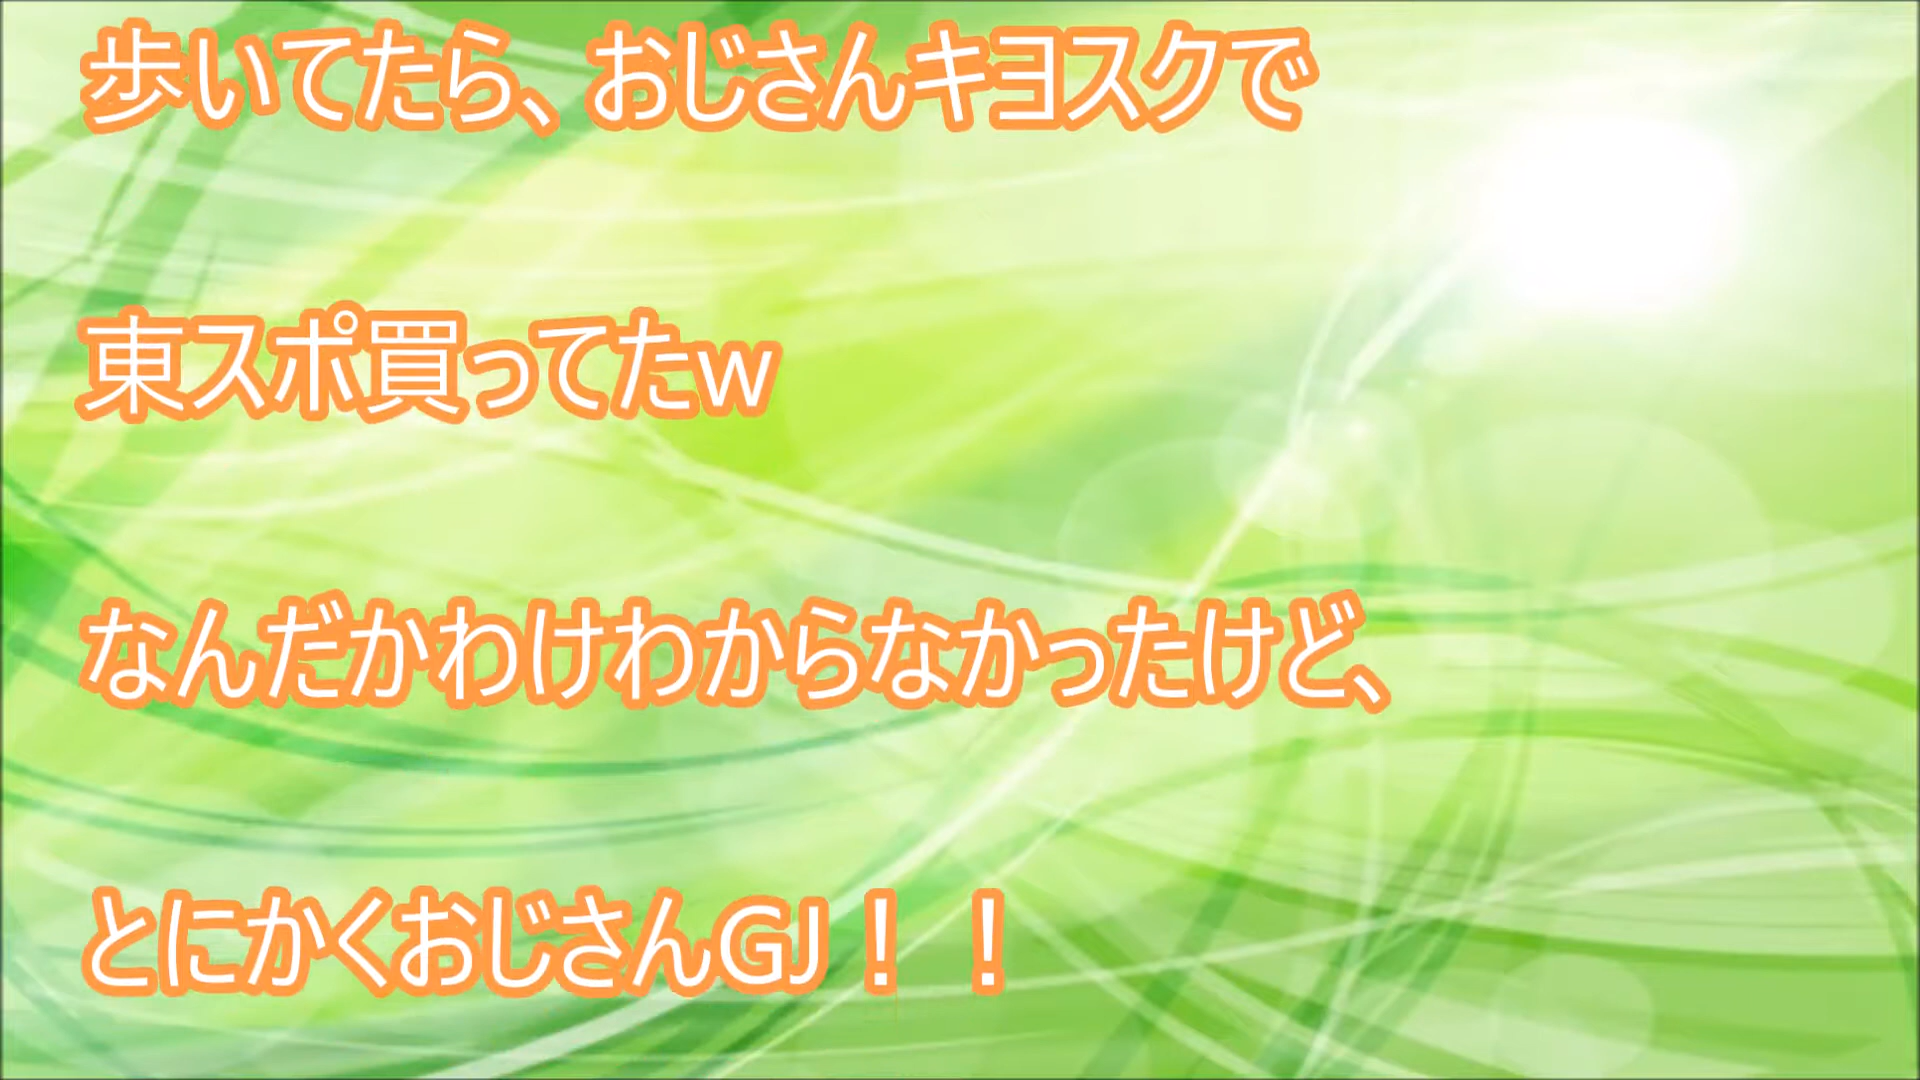 歩いてたら、おじさんキヨスクで
東スポ買ってたw
なんだかわけわからなかったけど、
とにかくおじさんGJ！！